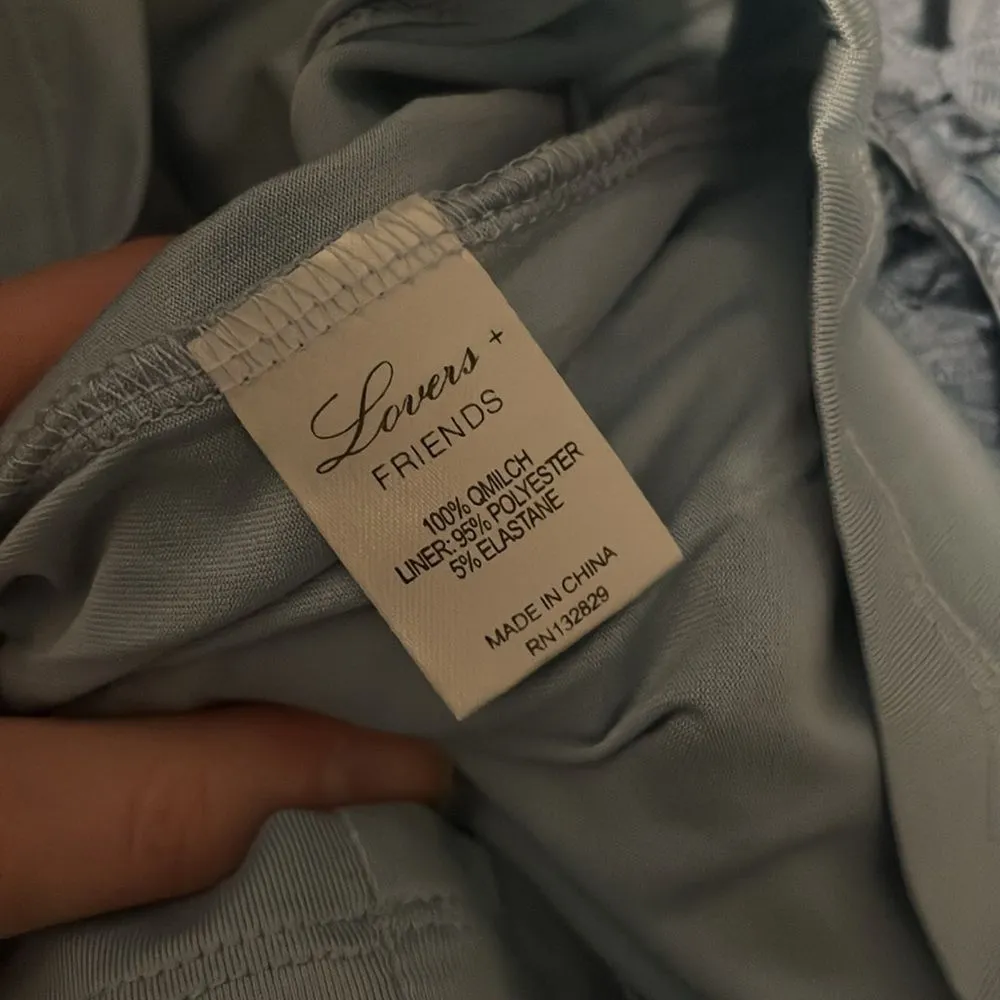 Lovers +
FRIENDS
100% QMILCH
LINER: 95% POLYESTER
5% ELASTANE
MADE IN CHINA
RN132829